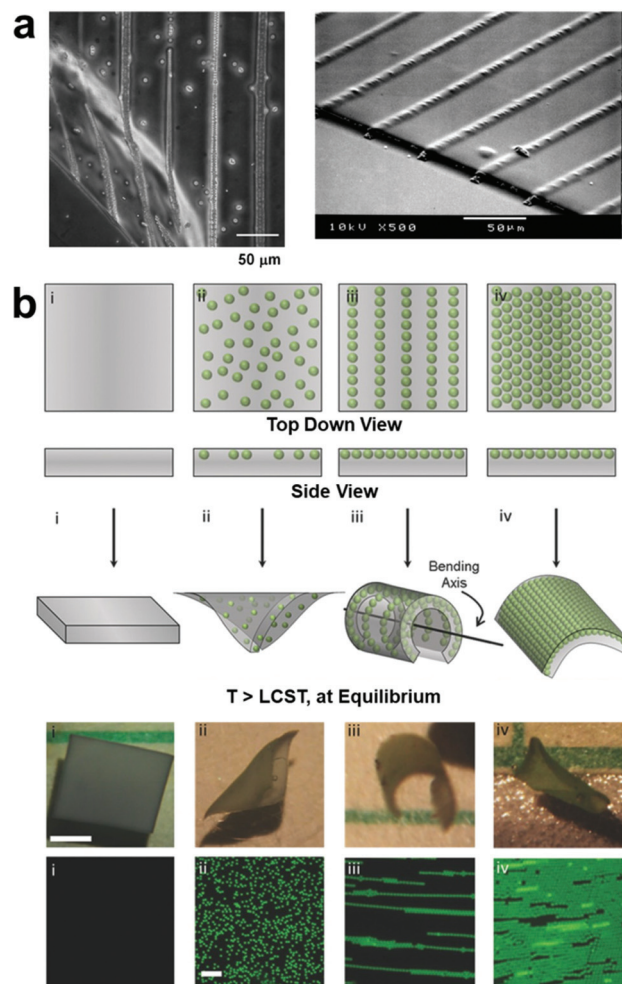 a
50 µm
10kV X500 50µm
b
i ii iii iv
Top Down View
Side View
i ii iii iv
Bending
Axis
T > LCST, at Equilibrium
i ii iii iv
i ii iii iv